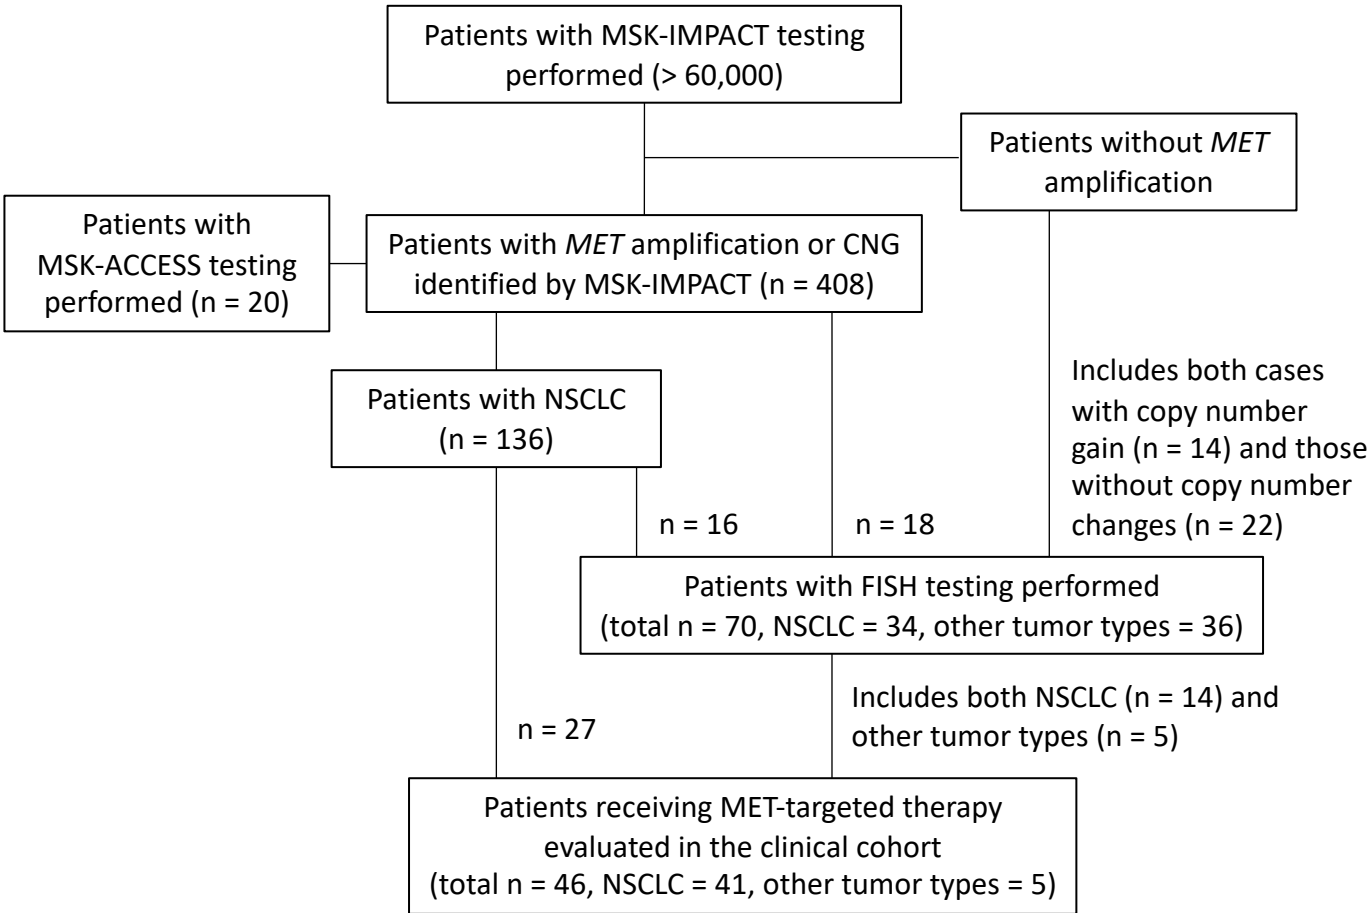 Patients with MSK-IMPACT testing
performed (> 60,000)
Patients without MET
amplification
Patients with
MSK-ACCESS testing
performed (n = 20)
Patients with MET amplification or CNG
identified by MSK-IMPACT (n = 408)
Patients with NSCLC
(n = 136)
Includes both cases
with copy number
gain (n = 14) and those
without copy number
changes (n = 22)
n = 16
n = 18
Patients with FISH testing performed
(total n = 70, NSCLC = 34, other tumor types = 36)
Includes both NSCLC (n = 14) and
other tumor types (n = 5)
n = 27
Patients receiving MET-targeted therapy
evaluated in the clinical cohort
(total n = 46, NSCLC = 41, other tumor types = 5)